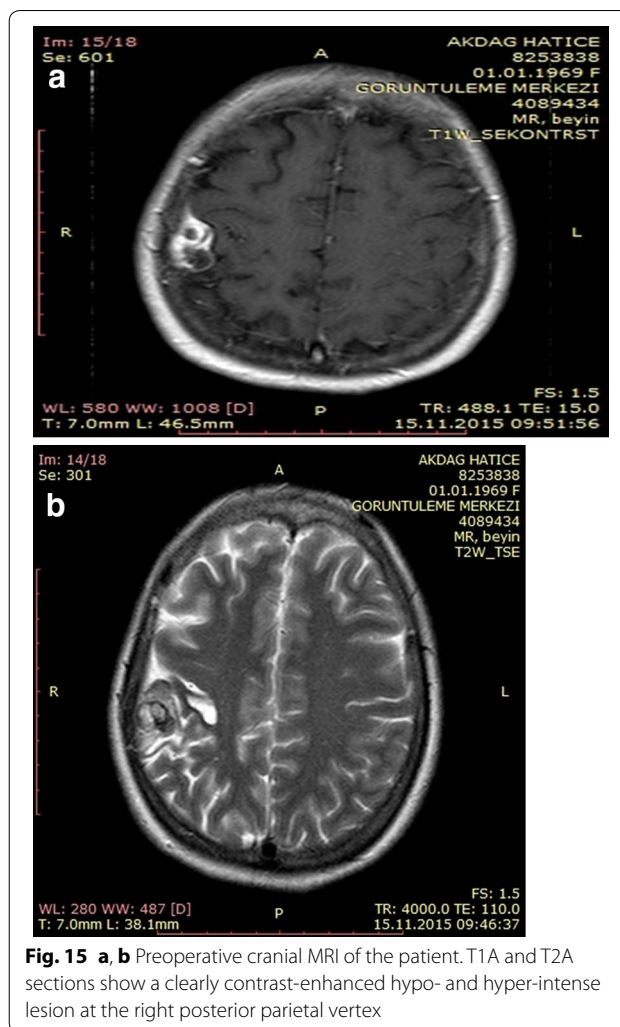 Im: 15/18
Se: 601
a
A
AKDAG HATICE
8253838
01.01.1969 F
GORUNTULEME MERKEZI
4089434
MR, beyin
T1W_SEKONTRST
R
L
WL: 580 WW: 1008 [D]
T: 7.0mm L: 46.5mm
P
FS: 1.5
TR: 488.1 TE: 15.0
15.11.2015 09:51:56
Im: 14/18
Se: 301
b
A
AKDAG HATICE
8253838
01.01.1969 F
GORUNTULEME MERKEZI
4089434
MR, beyin
T2W_TSE
R
L
WL: 280 WW: 487 [D]
T: 7.0mm L: 38.1mm
P
FS: 1.5
TR: 4000.0 TE: 110.0
15.11.2015 09:46:37
Fig. 15 a, b Preoperative cranial MRI of the patient. T1A and T2A
sections show a clearly contrast-enhanced hypo- and hyper-intense
lesion at the right posterior parietal vertex